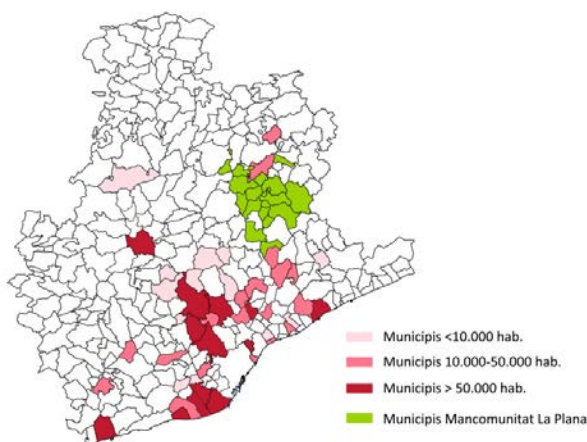 Municipis <10.000 hab.
Municipis 10.000-50.000 hab.
Municipis > 50.000 hab.
Municipis Mancomunitat La Plana